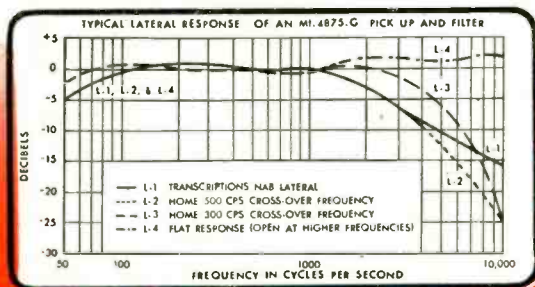 TYPICAL LATERAL RESPONSE OF AN MI.4875-G PICK UP AND FILTER
+5
0
-5
-10
-15
-20
-25
-30
DECIBELS
L-4
L-1, L-2, & L-4
L-3
L-1
L-2
L-1 TRANSCRIPTIONS NAB LATERAL
L-2 HOME 500 CPS CROSS-OVER FREQUENCY
L-3 HOME 300 CPS CROSS-OVER FREQUENCY
L-4 FLAT RESPONSE (OPEN AT HIGHER FREQUENCIES)
50 100 1000 10,000
FREQUENCY IN CYCLES PER SECOND